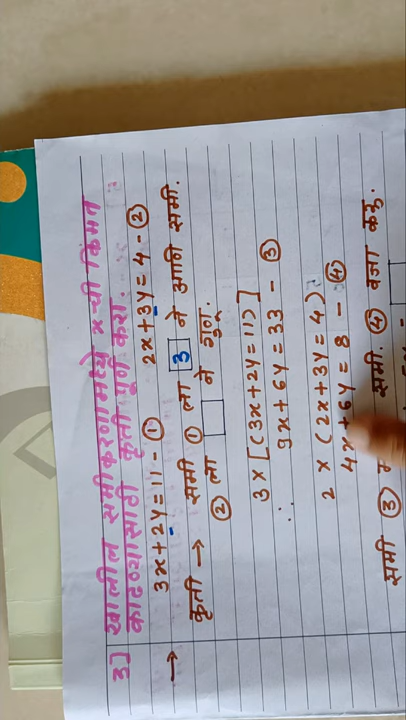 3] खालील समीकरणामध्ये x ची किंमत
काढण्यासाठी कृती पूर्ण करा.
→ 3x+2y=11-① 2x+3y=4-②
कृती → समी ① ला 3 ने आणि समी.
② ला □ ने गुणू.
3×[(3x+2y=11)]
∴ 9x+6y=33-③
2×(2x+3y=4)
4x+6y=8-④
समी ③ समी. ④ वजा करु.